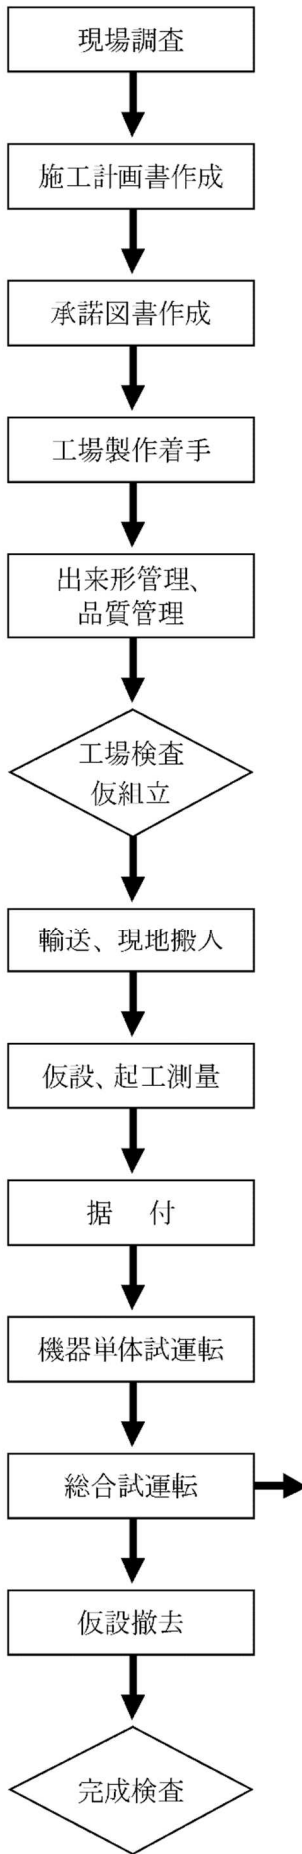 現場調査
施工計画書作成
承諾図書作成
工場製作着手
出来形管理、
品質管理
工場検査
仮組立
輸送、現地搬人
仮設、起工測量
据　付
機器単体試運転
総合試運転
仮設撤去
完成検査